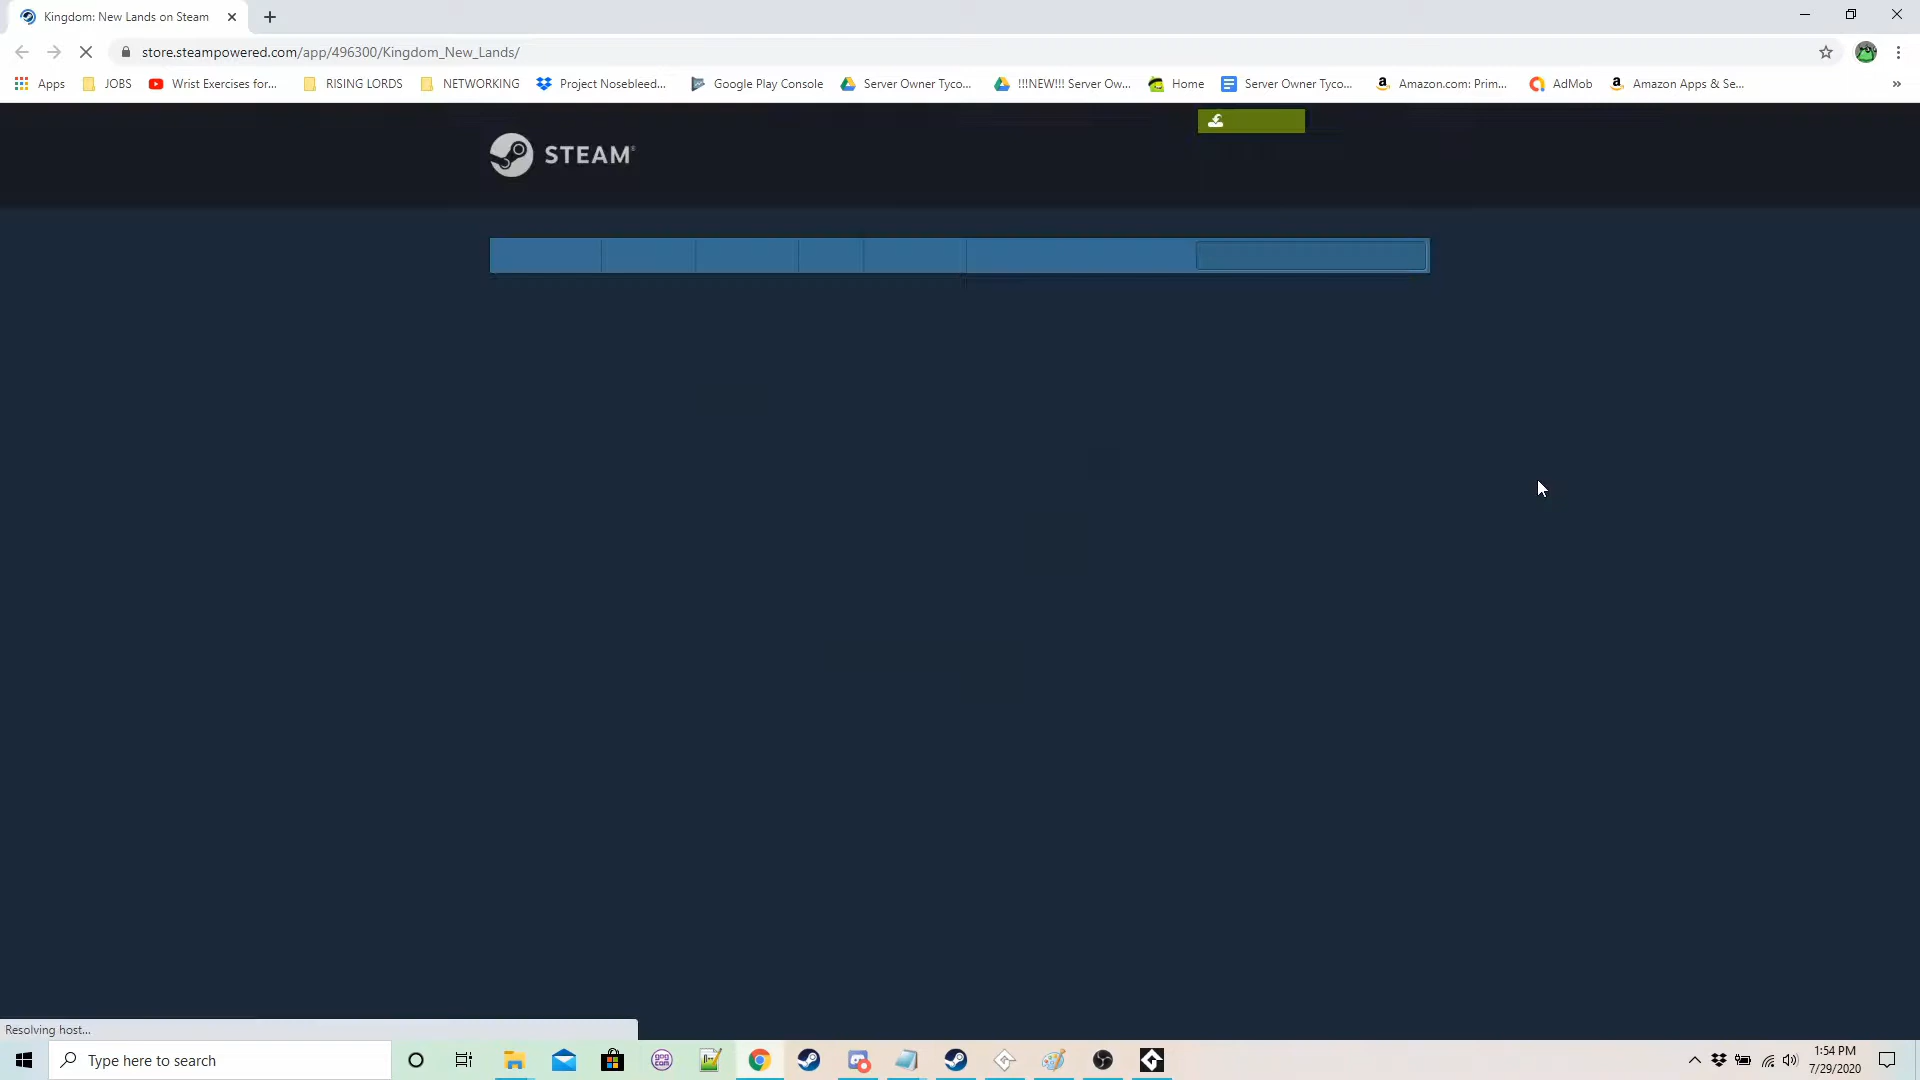 Kingdom: New Lands on Steam
store.steampowered.com/app/496300/Kingdom_New_Lands/
Apps JOBS Wrist Exercises for... RISING LORDS NETWORKING Project Nosebleed... Google Play Console Server Owner Tyco... !!!NEW!!! Server Ow... Home Server Owner Tyco... Amazon.com: Prim... AdMob Amazon Apps & Se... »
STEAM®
Resolving host...
Type here to search
1:54 PM
7/29/2020